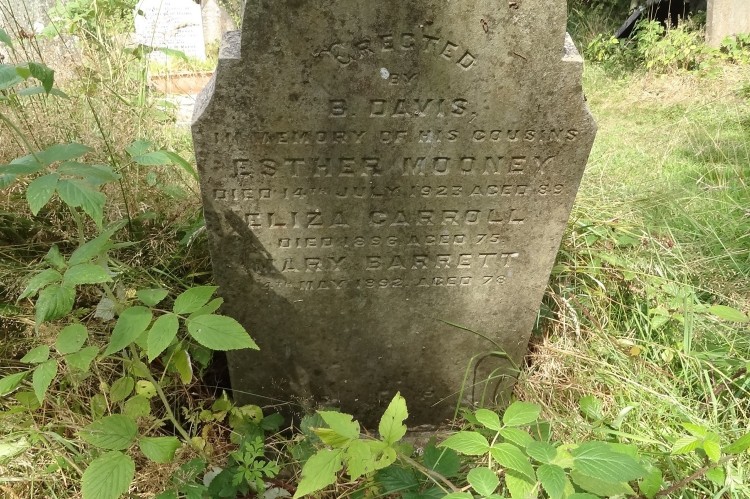 ERECTED
BY
B. DAVIS,
IN MEMORY OF HIS COUSINS
ESTHER MOONEY
DIED 14TH JULY 1923 AGED 89.
ELIZA CARROLL
DIED 1896 AGED 75.
MARY BARRETT
MAY 1892, AGED 78